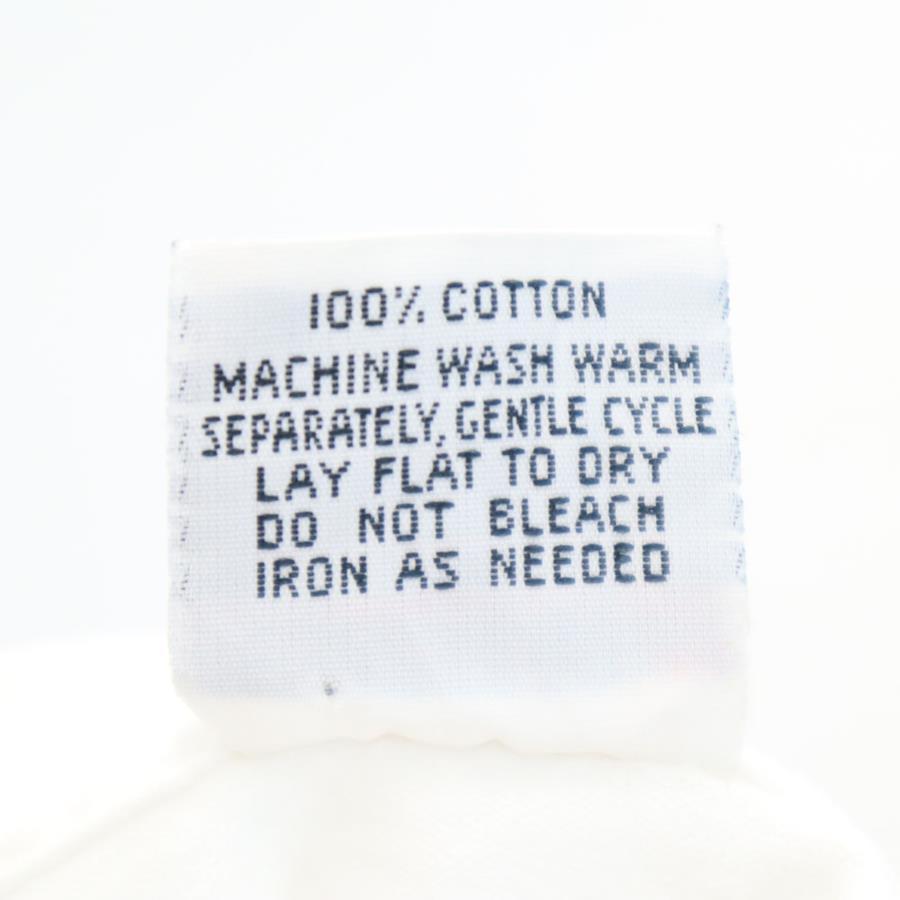 100% COTTON
MACHINE WASH WARM
SEPARATELY, GENTLE CYCLE
LAY FLAT TO DRY
DO NOT BLEACH
IRON AS NEEDED